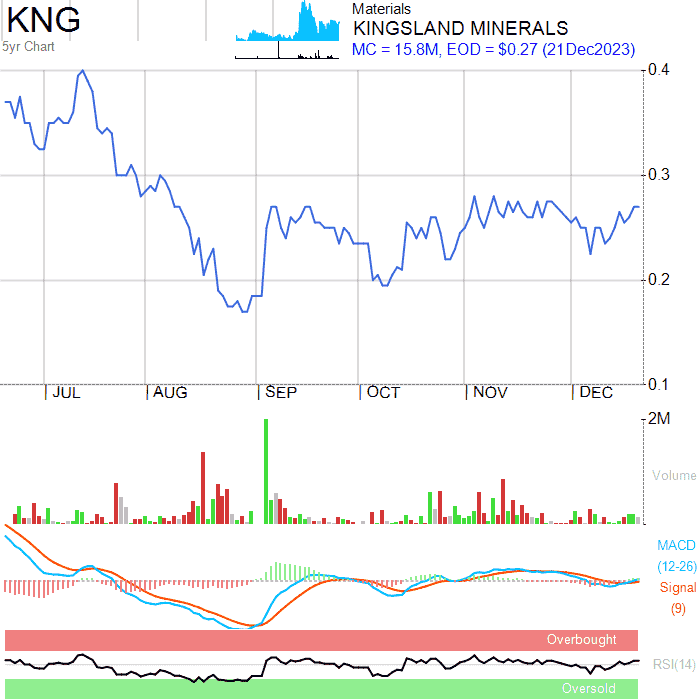 KNG
5yr Chart
Materials
KINGSLAND MINERALS
MC = 15.8M, EOD = $0.27 (21Dec2023)
0.4
0.3
0.2
0.1
JUL AUG SEP OCT NOV DEC
2M
Volume
MACD
(12-26)
Signal
(9)
Overbought
RSI(14)
Oversold